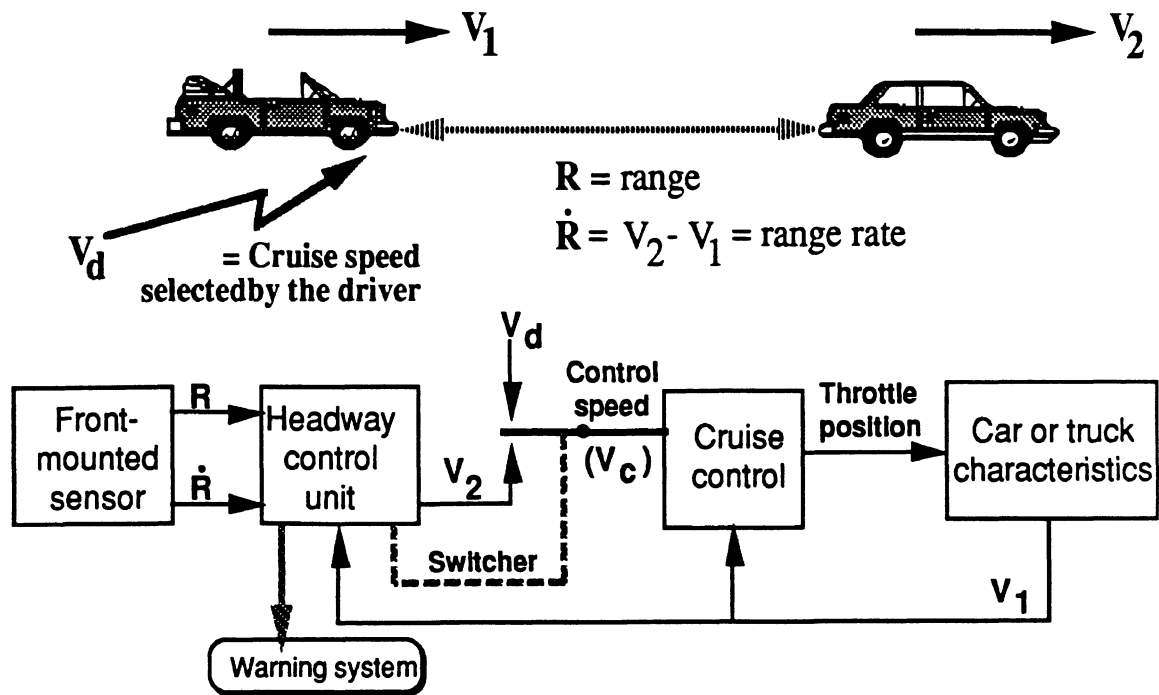 V1
V2
R = range
Ṙ = V2 - V1 = range rate
Vd
= Cruise speed
selectedby the driver
Vd
Control
speed
(Vc)
Throttle
position
Front-
mounted
sensor
R
Ṙ
Headway
control
unit
V2
Cruise
control
Car or truck
characteristics
Switcher
V1
Warning system